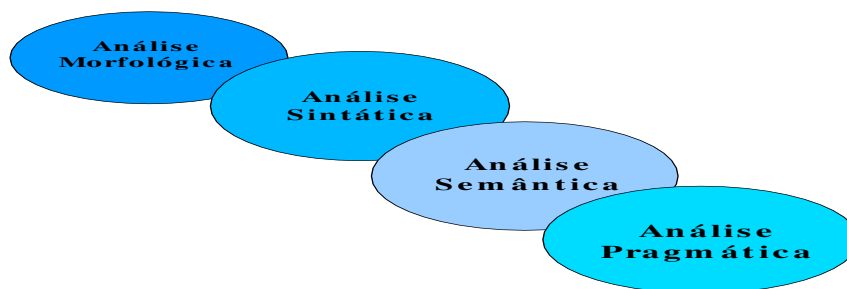 Análise
Morfológica
Análise
Sintática
Análise
Semântica
Análise
Pragmática